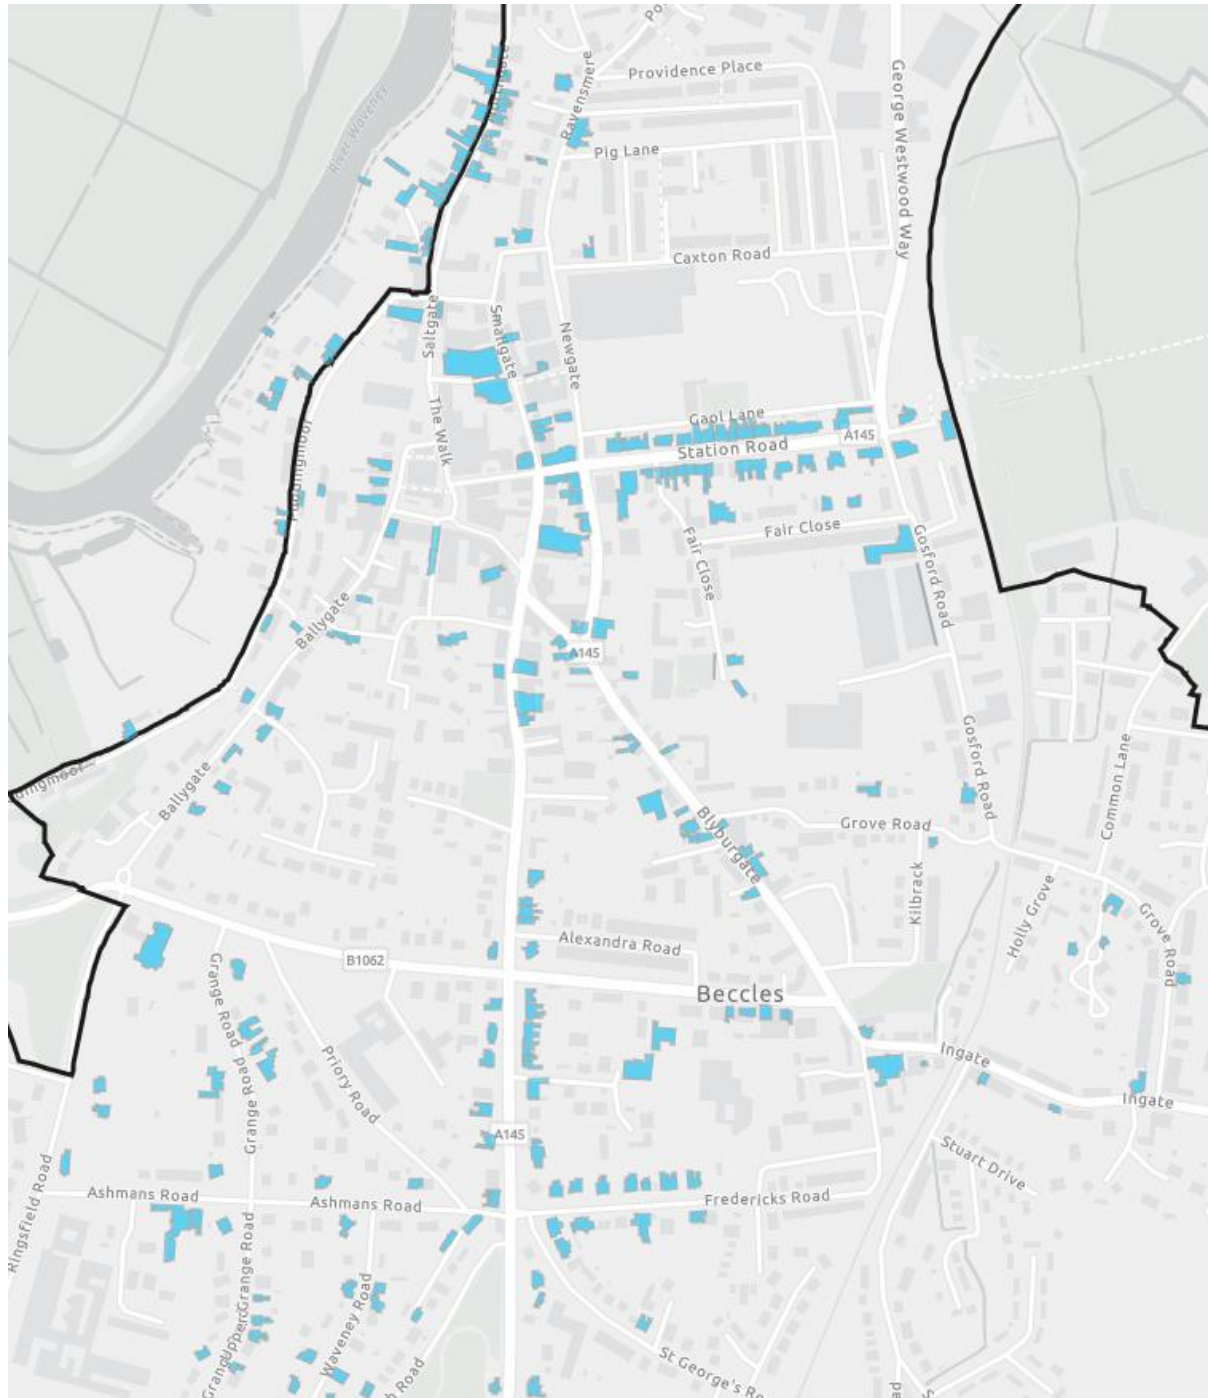 Providence Place
Ravensmere
River Waveney
Pig Lane
George Westwood Way
Caxton Road
Saltgate
Smallgate
Newgate
The Walk
Gaol Lane
A145
Station Road
Fair Close
Fair Close
Gosford Road
Ballygate
A145
Gosford Road
Common Lane
Ballygate
Blyburgate
Grove Road
Kilbrack
Holly Grove
Grove Road
Alexandra Road
B1062
Beccles
Grange Road
Priory Road
Grange Road
Ingate
Ingate
A145
Stuart Drive
Ringsfield Road
Ashmans Road
Ashmans Road
Fredericks Road
Grange Road
Waveney Road
Road
St George's